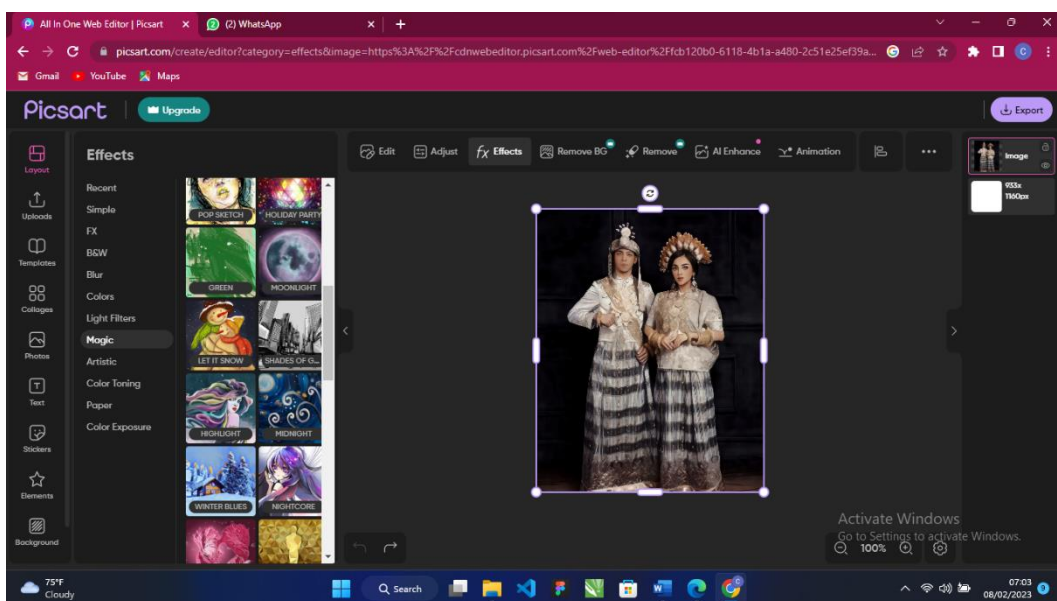 All In One Web Editor | Picsart
(2) WhatsApp
picsart.com/create/editor?category=effects&image=https%3A%2F%2Fcdnwebeditor.picsart.com%2Fweb-editor%2Ffcb120b0-6118-4b1a-a480-2c51e25ef39a...
Gmail
YouTube
Maps
Picsart
Upgrade
Export
Layout
Uploads
Templates
Collages
Photos
Text
Stickers
Elements
Background
Effects
Recent
Simple
FX
B&W
Blur
Colors
Light Filters
Magic
Artistic
Color Toning
Paper
Color Exposure
POP SKETCH
HOLIDAY PARTY
GREEN
MOONLIGHT
LET IT SNOW
SHADES OF G...
HIGHLIGHT
MIDNIGHT
WINTER BLUES
NIGHTCORE
Edit
Adjust
fx Effects
Remove BG
Remove
AI Enhance
Animation
Image
933x
1160px
Activate Windows
Go to Settings to activate Windows.
100%
75°F
Cloudy
Search
07:03
08/02/2023